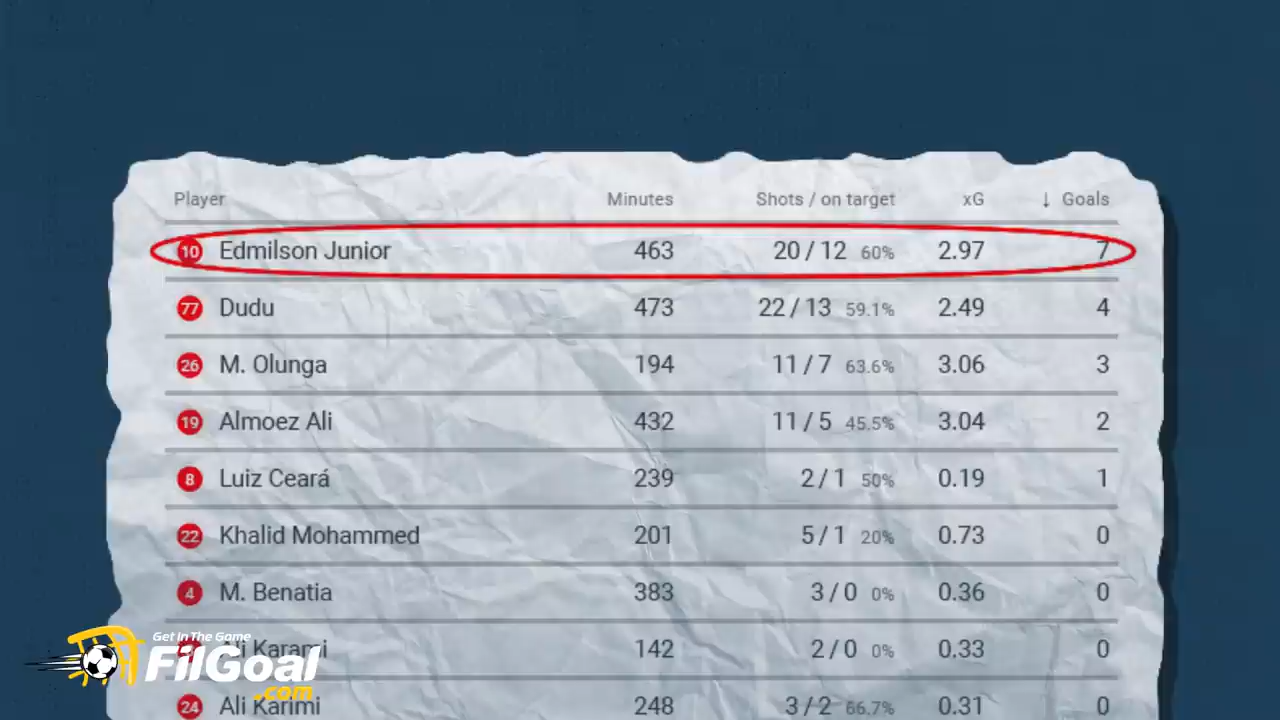 Player Minutes Shots / on target xG ↓ Goals
10 Edmilson Junior 463 20 / 12 60% 2.97 7
77 Dudu 473 22 / 13 59.1% 2.49 4
26 M. Olunga 194 11 / 7 63.6% 3.06 3
19 Almoez Ali 432 11 / 5 45.5% 3.04 2
8 Luiz Ceará 239 2 / 1 50% 0.19 1
22 Khalid Mohammed 201 5 / 1 20% 0.73 0
4 M. Benatia 383 3 / 0 0% 0.36 0
Ali Karami 142 2 / 0 0% 0.33 0
24 Ali Karimi 248 3 / 2 66.7% 0.31 0
Get In The Game
FilGoal
.com